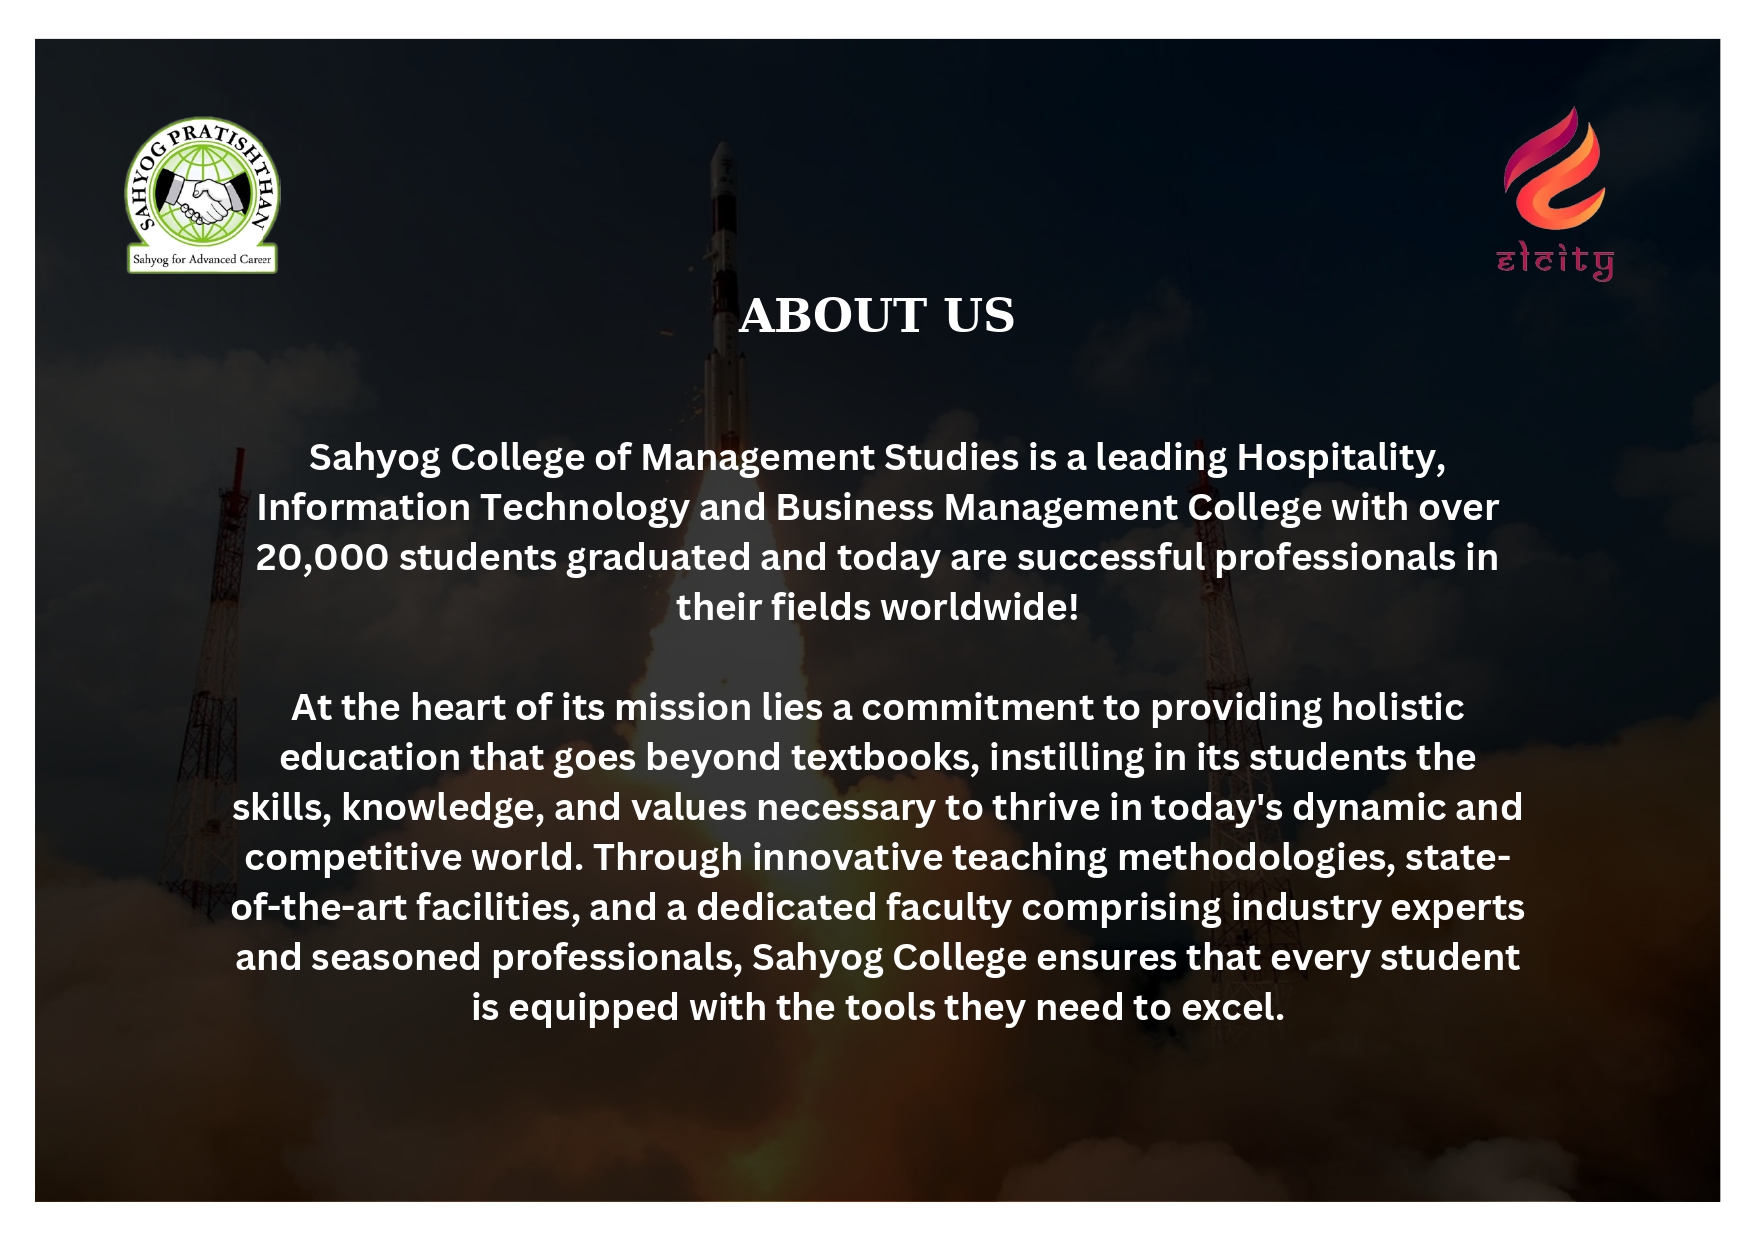 SAHYOG PRATISHTHAN
Sahyog for Advanced Career
elcity
ABOUT US
Sahyog College of Management Studies is a leading Hospitality,
Information Technology and Business Management College with over
20,000 students graduated and today are successful professionals in
their fields worldwide!
At the heart of its mission lies a commitment to providing holistic
education that goes beyond textbooks, instilling in its students the
skills, knowledge, and values necessary to thrive in today's dynamic and
competitive world. Through innovative teaching methodologies, state-
of-the-art facilities, and a dedicated faculty comprising industry experts
and seasoned professionals, Sahyog College ensures that every student
is equipped with the tools they need to excel.